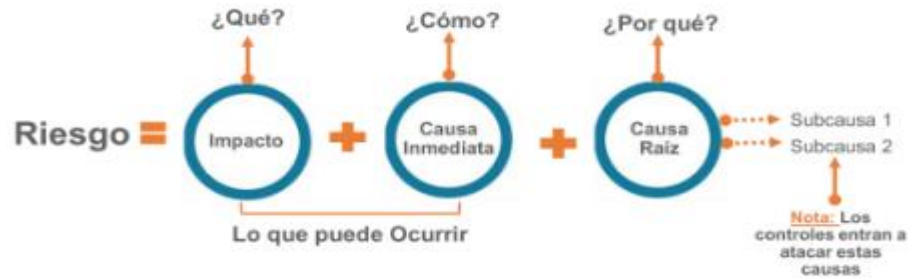 ¿Qué?
¿Cómo?
¿Por qué?
Riesgo =
Impacto
+
Causa
Inmediata
+
Causa
Raíz
Subcausa 1
Subcausa 2
Lo que puede Ocurrir
Nota: Los
controles entran a
atacar estas
causas